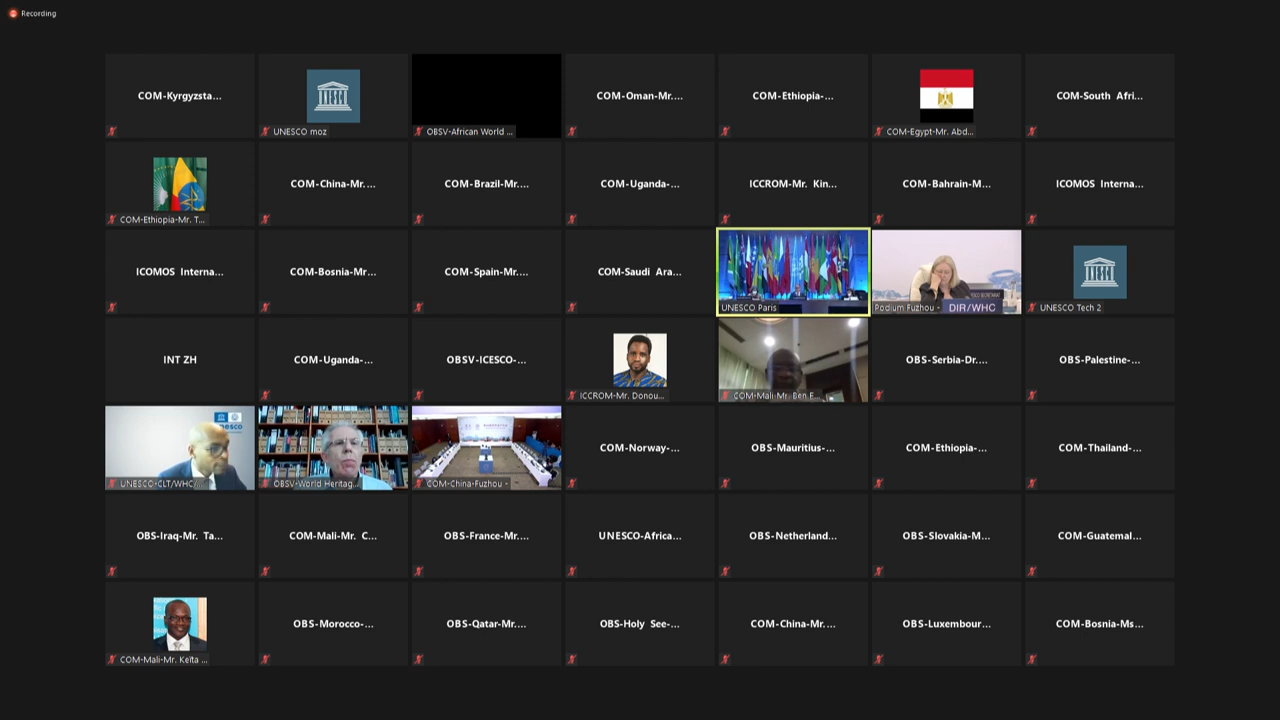 Recording
COM-Kyrgyzsta...
UNESCO moz
OBSV-African World ...
COM-Oman-Mr....
COM-Ethiopia-...
COM-Egypt-Mr. Abd...
COM-South Afri...
COM-Ethiopia-Mr. T...
COM-China-Mr....
COM-Brazil-Mr....
COM-Uganda-...
ICCROM-Mr. Kin...
COM-Bahrain-M...
ICOMOS Interna...
ICOMOS Interna...
COM-Bosnia-Mr...
COM-Spain-Mr....
COM-Saudi Ara...
UNESCO Paris
Podium Fuzhou -
DIR/WHC
UNESCO Tech 2
INT ZH
COM-Uganda-...
OBSV-ICESCO-...
ICCROM-Mr. Donou...
COM-Mali-Mr. Ben E...
OBS-Serbia-Dr....
OBS-Palestine-...
UNESCO-CLT/WHC/...
OBSV-World Heritag...
COM-China-Fuzhou -
COM-Norway-...
OBS-Mauritius-...
COM-Ethiopia-...
COM-Thailand-...
OBS-Iraq-Mr. Ta...
COM-Mali-Mr. C...
OBS-France-Mr....
UNESCO-Africa...
OBS-Netherland...
OBS-Slovakia-M...
COM-Guatemal...
COM-Mali-Mr. Keïta ...
OBS-Morocco-...
OBS-Qatar-Mr....
OBS-Holy See-...
COM-China-Mr....
OBS-Luxembour...
COM-Bosnia-Ms...